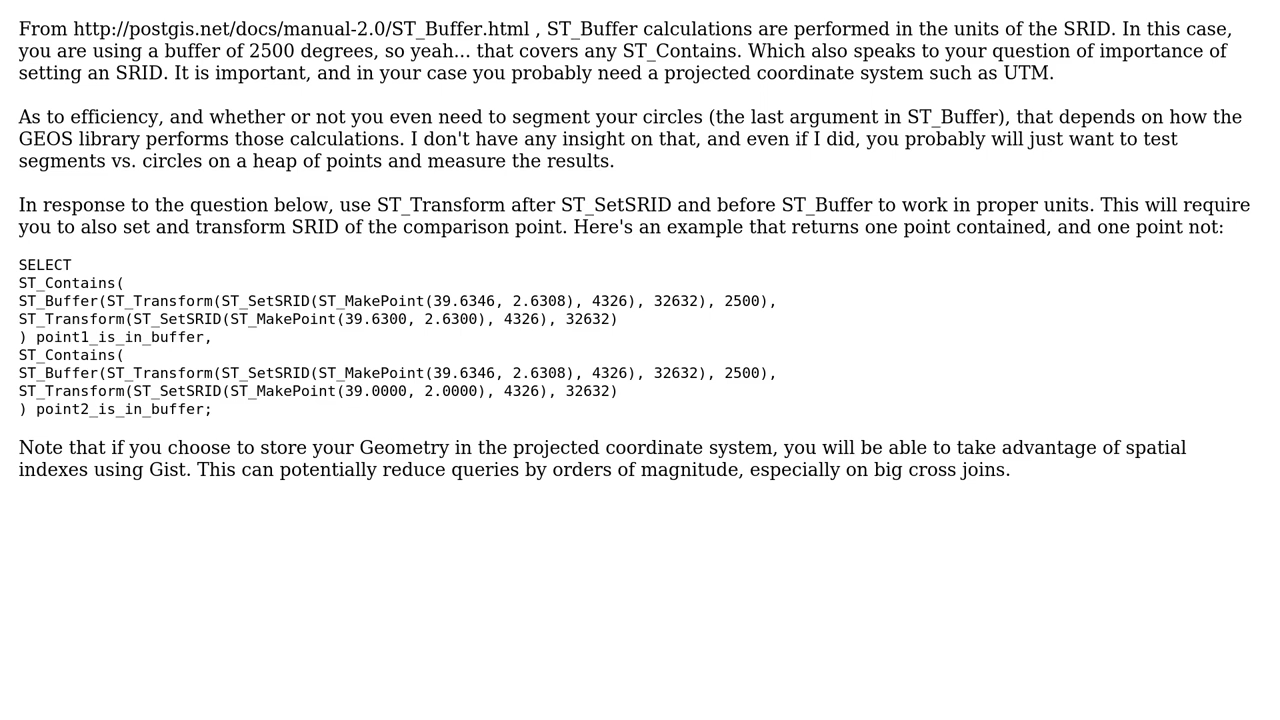 From http://postgis.net/docs/manual-2.0/ST_Buffer.html , ST_Buffer calculations are performed in the units of the SRID. In this case,
you are using a buffer of 2500 degrees, so yeah... that covers any ST_Contains. Which also speaks to your question of importance of
setting an SRID. It is important, and in your case you probably need a projected coordinate system such as UTM.
As to efficiency, and whether or not you even need to segment your circles (the last argument in ST_Buffer), that depends on how the
GEOS library performs those calculations. I don't have any insight on that, and even if I did, you probably will just want to test
segments vs. circles on a heap of points and measure the results.
In response to the question below, use ST_Transform after ST_SetSRID and before ST_Buffer to work in proper units. This will require
you to also set and transform SRID of the comparison point. Here's an example that returns one point contained, and one point not:
SELECT
ST_Contains(
ST_Buffer(ST_Transform(ST_SetSRID(ST_MakePoint(39.6346, 2.6308), 4326), 32632), 2500),
ST_Transform(ST_SetSRID(ST_MakePoint(39.6300, 2.6300), 4326), 32632)
) point1_is_in_buffer,
ST_Contains(
ST_Buffer(ST_Transform(ST_SetSRID(ST_MakePoint(39.6346, 2.6308), 4326), 32632), 2500),
ST_Transform(ST_SetSRID(ST_MakePoint(39.0000, 2.0000), 4326), 32632)
) point2_is_in_buffer;
Note that if you choose to store your Geometry in the projected coordinate system, you will be able to take advantage of spatial
indexes using Gist. This can potentially reduce queries by orders of magnitude, especially on big cross joins.